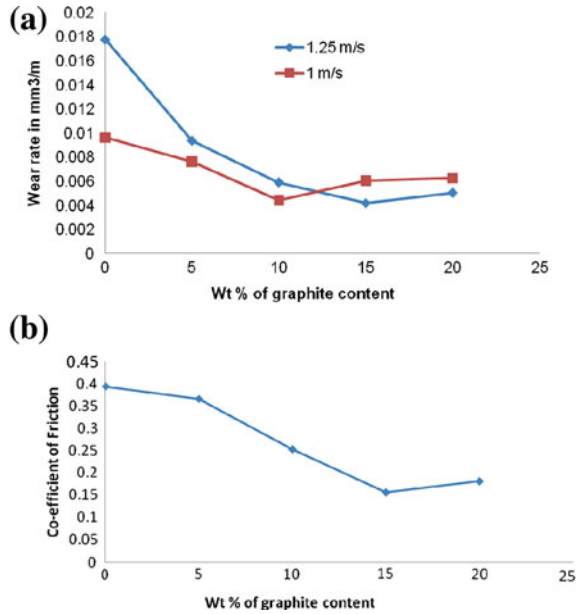 (a)
0.02
0.018
0.016
0.014
0.012
0.01
0.008
0.006
0.004
0.002
0
Wear rate in mm3/m
1.25 m/s
1 m/s
0 5 10 15 20 25
Wt % of graphite content
(b)
0.45
0.4
0.35
0.3
0.25
0.2
0.15
0.1
0.05
0
Co-efficient of Friction
0 5 10 15 20 25
Wt % of graphite content